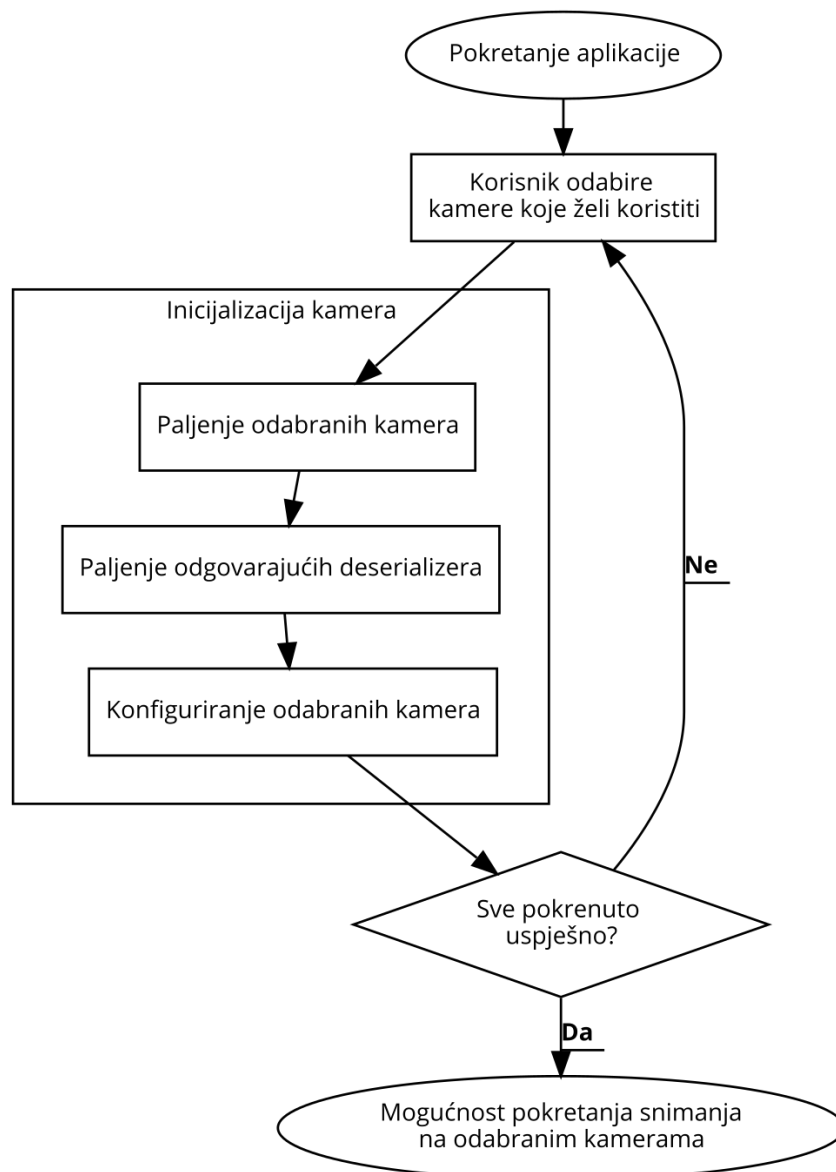 Pokretanje aplikacije
Korisnik odabire
kamere koje želi koristiti
Inicijalizacija kamera
Paljenje odabranih kamera
Paljenje odgovarajućih deserializera
Konfiguriranje odabranih kamera
Ne
Sve pokrenuto
uspješno?
Da
Mogućnost pokretanja snimanja
na odabranim kamerama